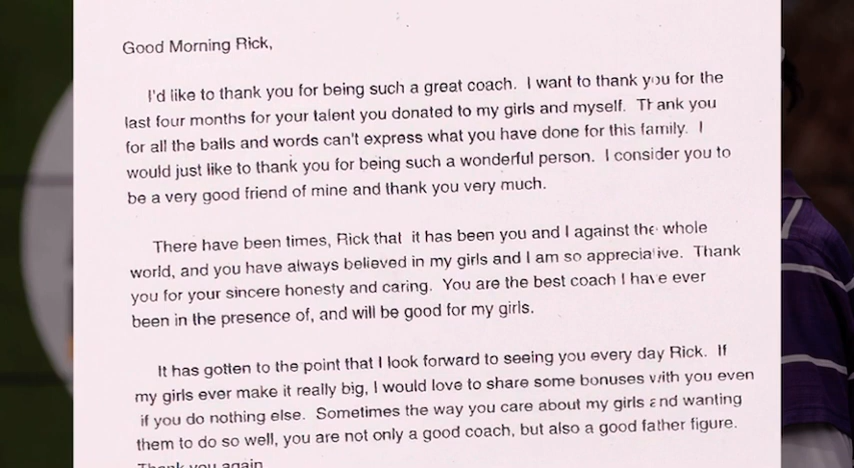 Good Morning Rick,
I'd like to thank you for being such a great coach. I want to thank you for the
last four months for your talent you donated to my girls and myself. Thank you
for all the balls and words can't express what you have done for this family. I
would just like to thank you for being such a wonderful person. I consider you to
be a very good friend of mine and thank you very much.
There have been times, Rick that it has been you and I against the whole
world, and you have always believed in my girls and I am so appreciative. Thank
you for your sincere honesty and caring. You are the best coach I have ever
been in the presence of, and will be good for my girls.
It has gotten to the point that I look forward to seeing you every day Rick. If
my girls ever make it really big, I would love to share some bonuses with you even
if you do nothing else. Sometimes the way you care about my girls and wanting
them to do so well, you are not only a good coach, but also a good father figure.
Thank you again